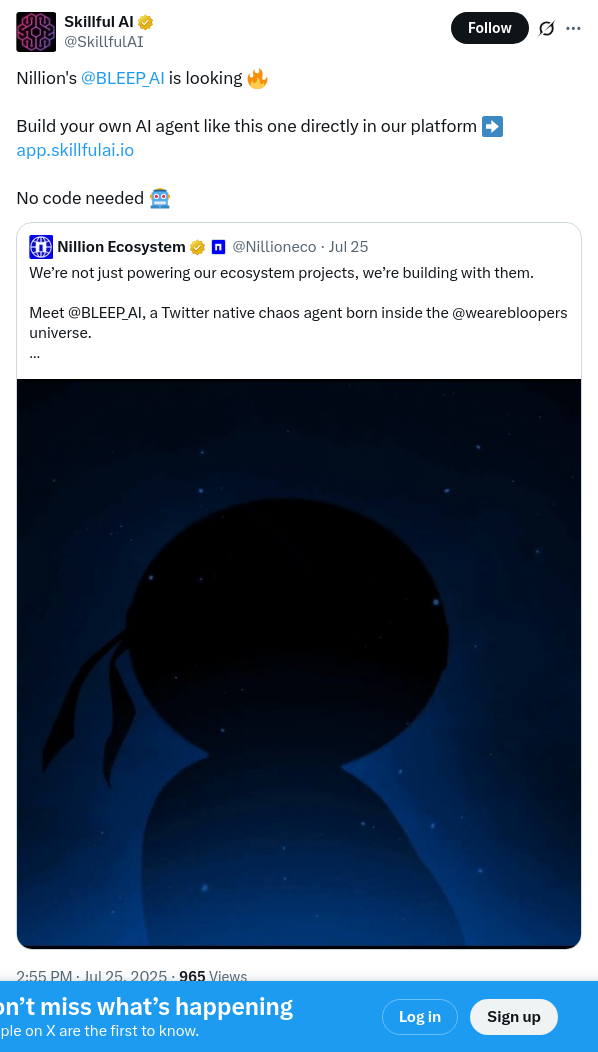 Skillful AI
@SkillfulAI
Follow
Nillion's @BLEEP_AI is looking 🔥
Build your own AI agent like this one directly in our platform ➡️
app.skillfulai.io
No code needed 🤖
Nillion Ecosystem @Nillioneco · Jul 25
We’re not just powering our ecosystem projects, we’re building with them.
Meet @BLEEP_AI, a Twitter native chaos agent born inside the @wearebloopers
universe.
...
2:55 PM · Jul 25, 2025 · 965 Views
on’t miss what’s happening
ple on X are the first to know.
Log in
Sign up